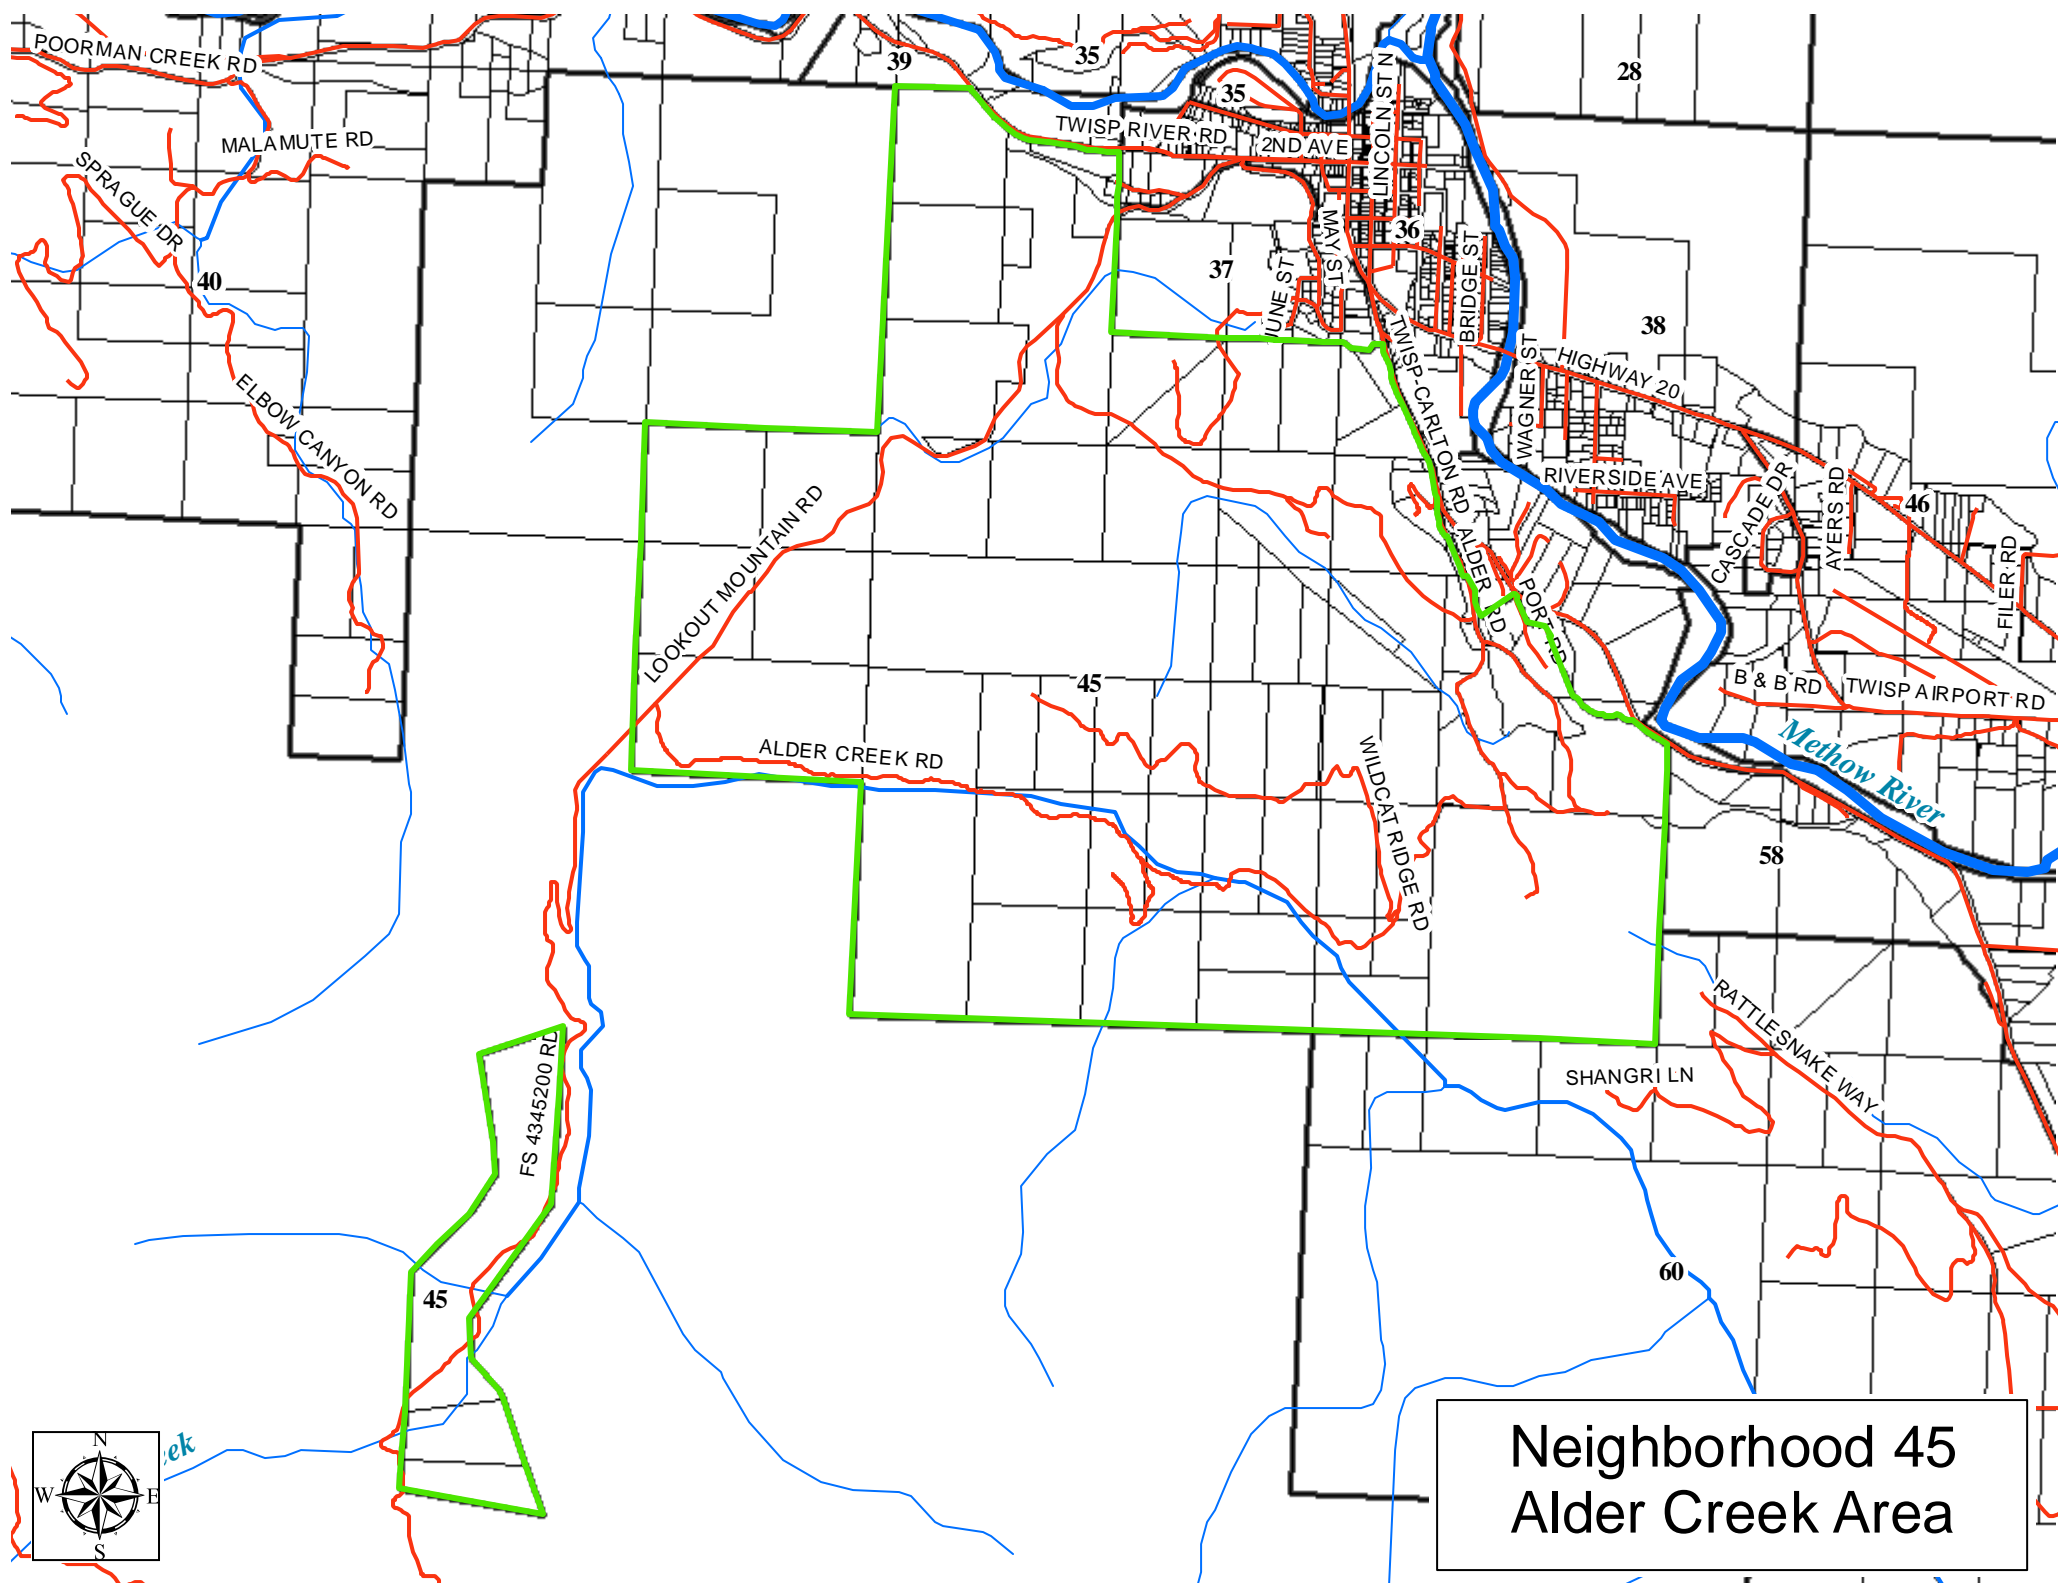 POORMAN CREEK RD
39
35
28
35
TWISP RIVER RD
2ND AVE
LINCOLN ST N
MALAMUTE RD
SPRAGUE DR
40
37
36
MAY ST
JUNE ST
BRIDGE ST
38
TWISP-CARLTON RD
HIGHWAY 20
WAGNER ST
ELBOW CANYON RD
RIVERSIDE AVE
CASCADE DR
AYERS RD
46
FILER RD
LOOKOUT MOUNTAIN RD
ALDER RD
PORT RD
45
B & B RD
TWISP AIRPORT RD
ALDER CREEK RD
WILDCAT RIDGE RD
Methow River
58
RATTLESNAKE WAY
SHANGRI LN
FS 4345200 RD
60
45
eek
N
W
E
S
Neighborhood 45
Alder Creek Area